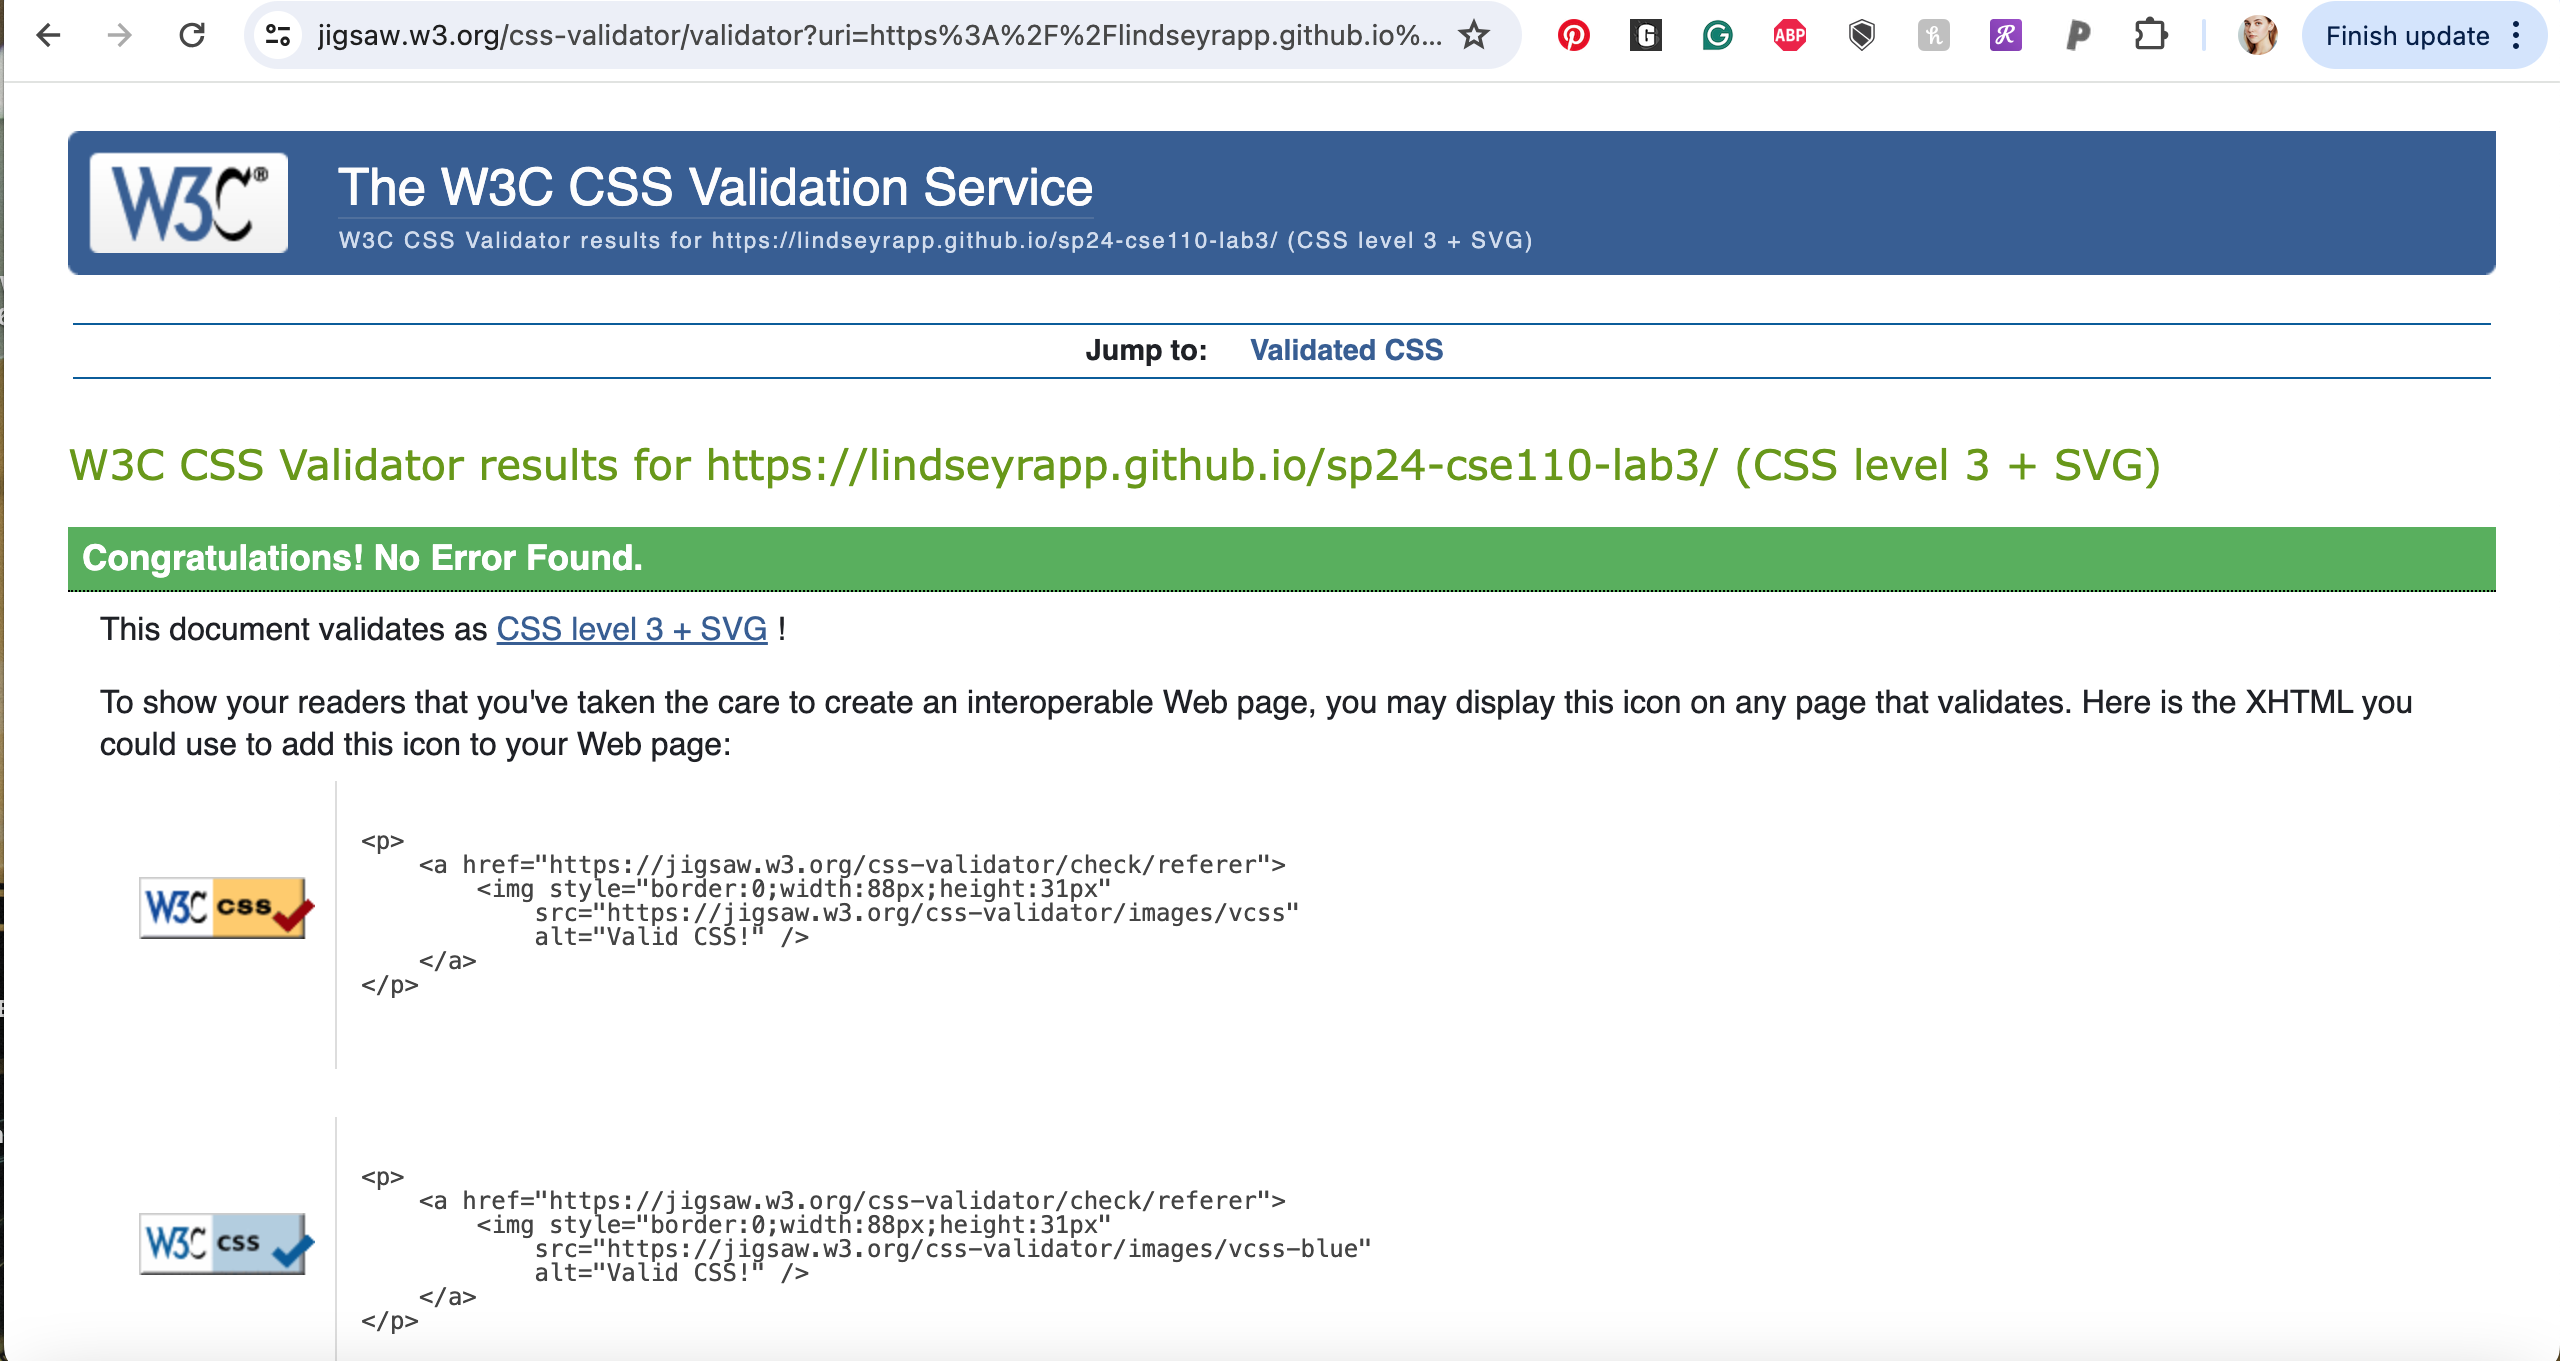 jigsaw.w3.org/css-validator/validator?uri=https%3A%2F%2Flindseyrapp.github.io%...
G
G
ABP
h
R
P
Finish update
W3C®
The W3C CSS Validation Service
W3C CSS Validator results for https://lindseyrapp.github.io/sp24-cse110-lab3/ (CSS level 3 + SVG)
Jump to: Validated CSS
W3C CSS Validator results for https://lindseyrapp.github.io/sp24-cse110-lab3/ (CSS level 3 + SVG)
Congratulations! No Error Found.
This document validates as CSS level 3 + SVG !
To show your readers that you've taken the care to create an interoperable Web page, you may display this icon on any page that validates. Here is the XHTML you
could use to add this icon to your Web page:
W3C css
<p>
    <a href="https://jigsaw.w3.org/css-validator/check/referer">
        <img style="border:0;width:88px;height:31px"
            src="https://jigsaw.w3.org/css-validator/images/vcss"
            alt="Valid CSS!" />
    </a>
</p>
W3C css
<p>
    <a href="https://jigsaw.w3.org/css-validator/check/referer">
        <img style="border:0;width:88px;height:31px"
            src="https://jigsaw.w3.org/css-validator/images/vcss-blue"
            alt="Valid CSS!" />
    </a>
</p>